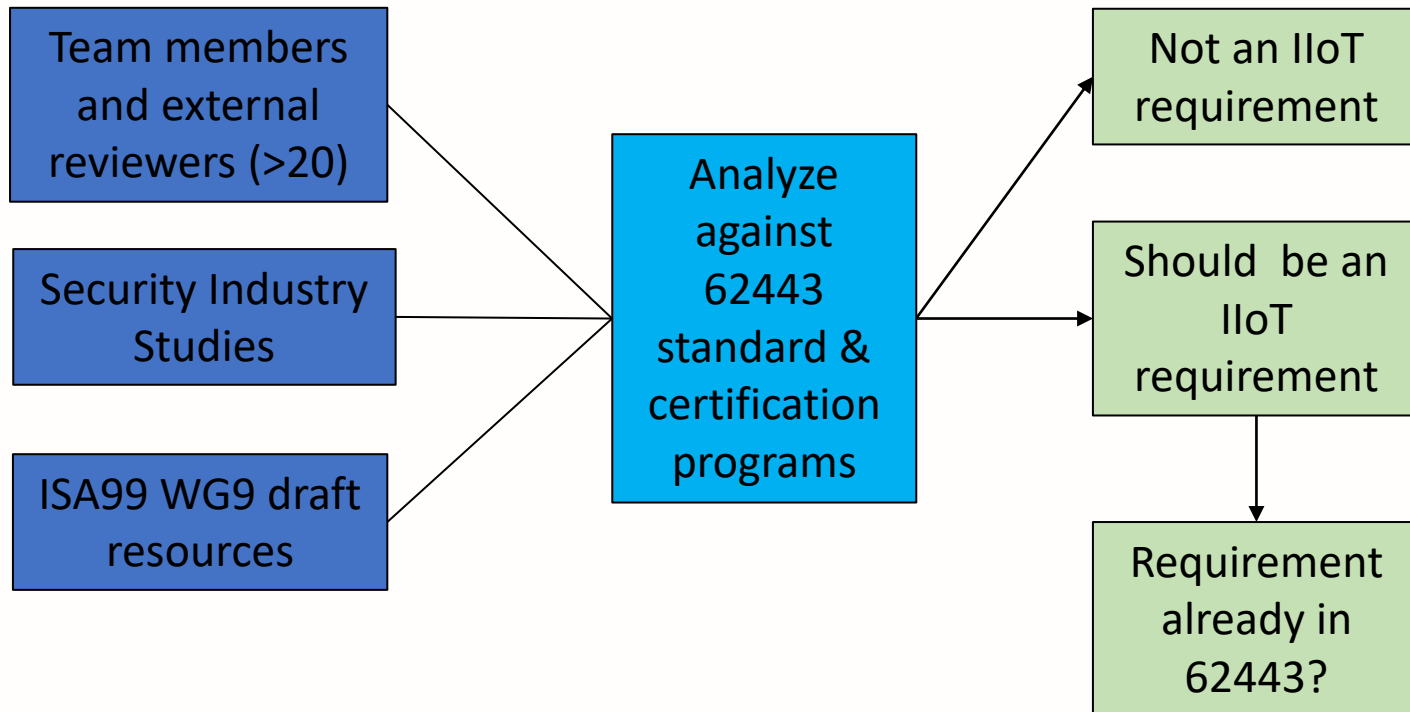 Team members
and external
reviewers (>20)
Security Industry
Studies
ISA99 WG9 draft
resources
Analyze
against
62443
standard &
certification
programs
Not an IIoT
requirement
Should  be an
IIoT
requirement
Requirement
already in
62443?